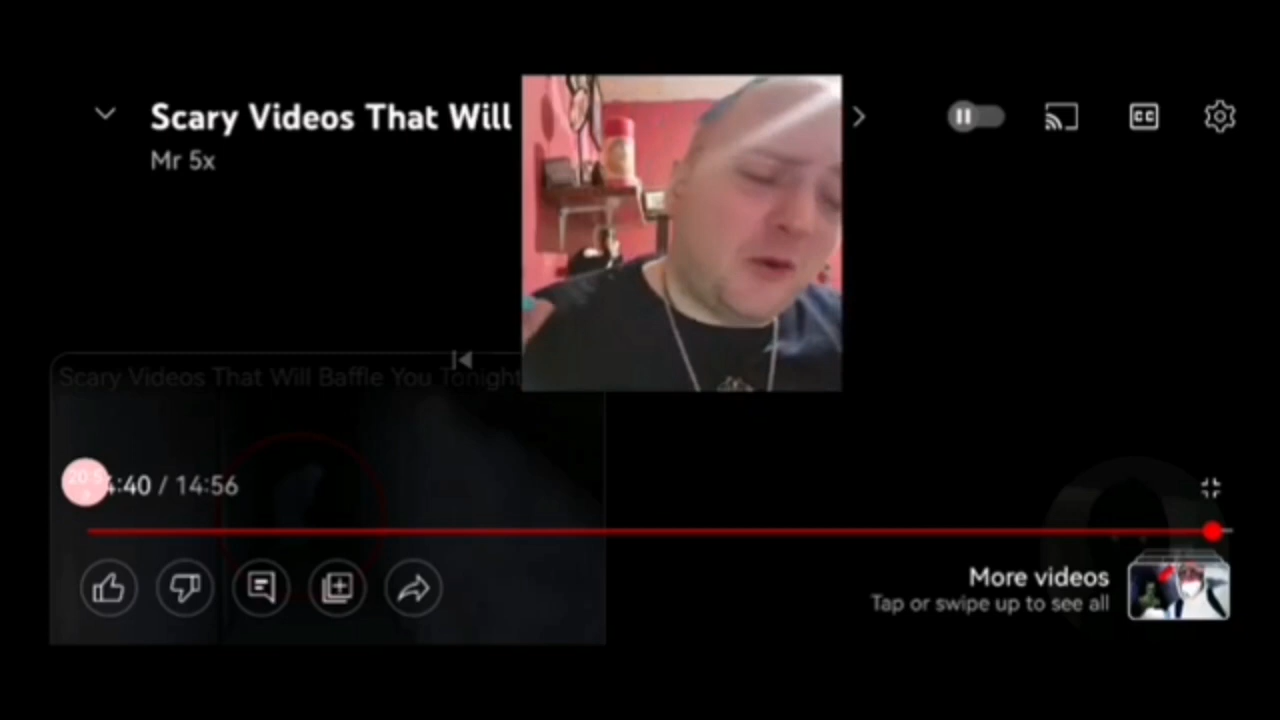 Scary Videos That Will
Mr 5x
Scary Videos That Will Baffle You Tonight
4:40 / 14:56
More videos
Tap or swipe up to see all